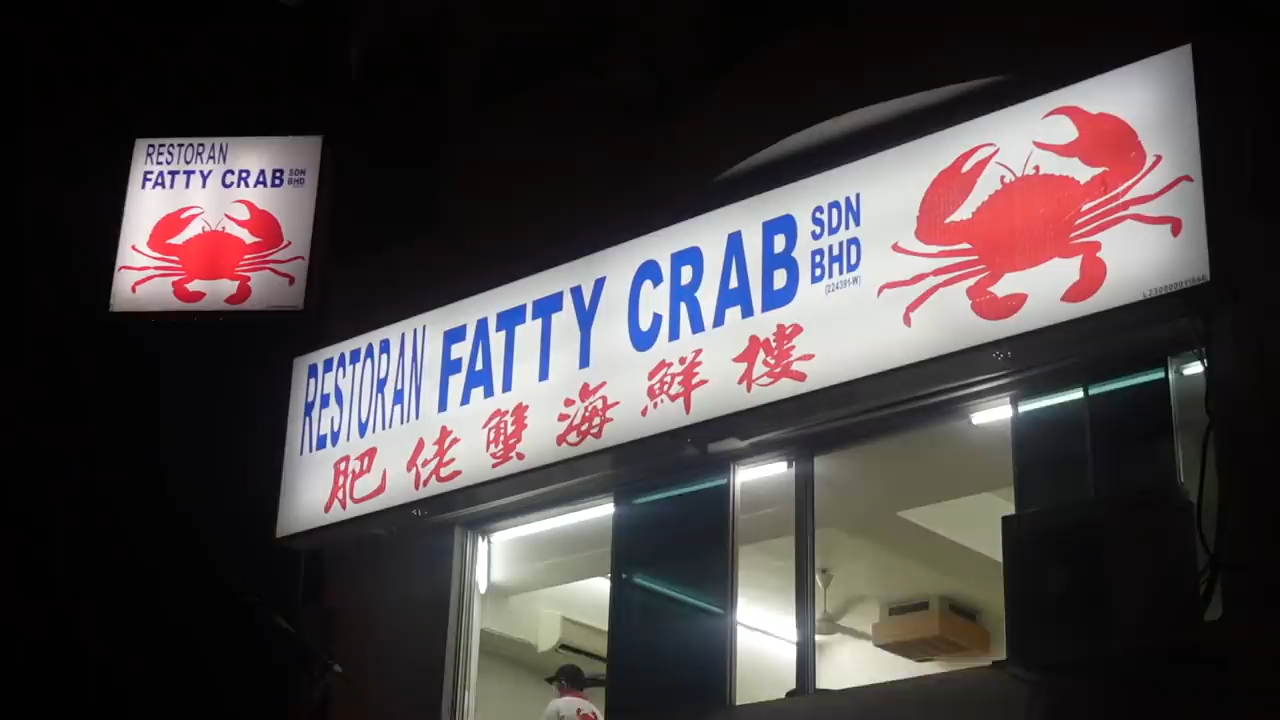 RESTORAN
FATTY CRAB SDN BHD
RESTORAN FATTY CRAB SDN BHD
(224391-W)
肥佬蟹海鮮樓